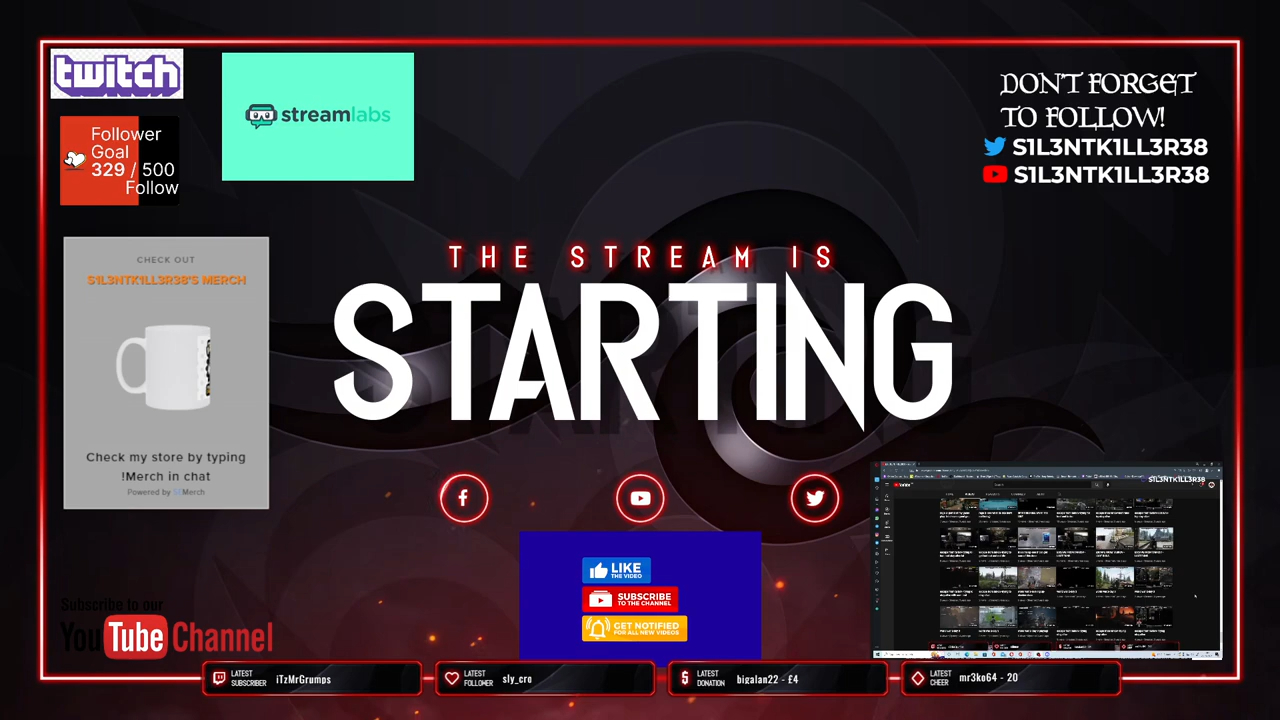 twitch
streamlabs
Follower
Goal
329 / 500
Follow
DON'T FORGET
TO FOLLOW!
S1L3NTK1LL3R38
S1L3NTK1LL3R38
CHECK OUT
S1L3NTK1LL3R38'S MERCH
Check my store by typing
!Merch in chat
Powered by SEMerch
THE STREAM IS
STARTING
LIKE
THE VIDEO
SUBSCRIBE
TO THE CHANNEL
GET NOTIFIED
FOR ALL NEW VIDEOS
S1L3NTK1LL3R38
Subscribe to our
YouTube Channel
LATEST
SUBSCRIBER
iTzMrGrumps
LATEST
FOLLOWER
sly_cro
LATEST
DONATION
bigalan22 - £4
LATEST
CHEER
mr3ko64 - 20